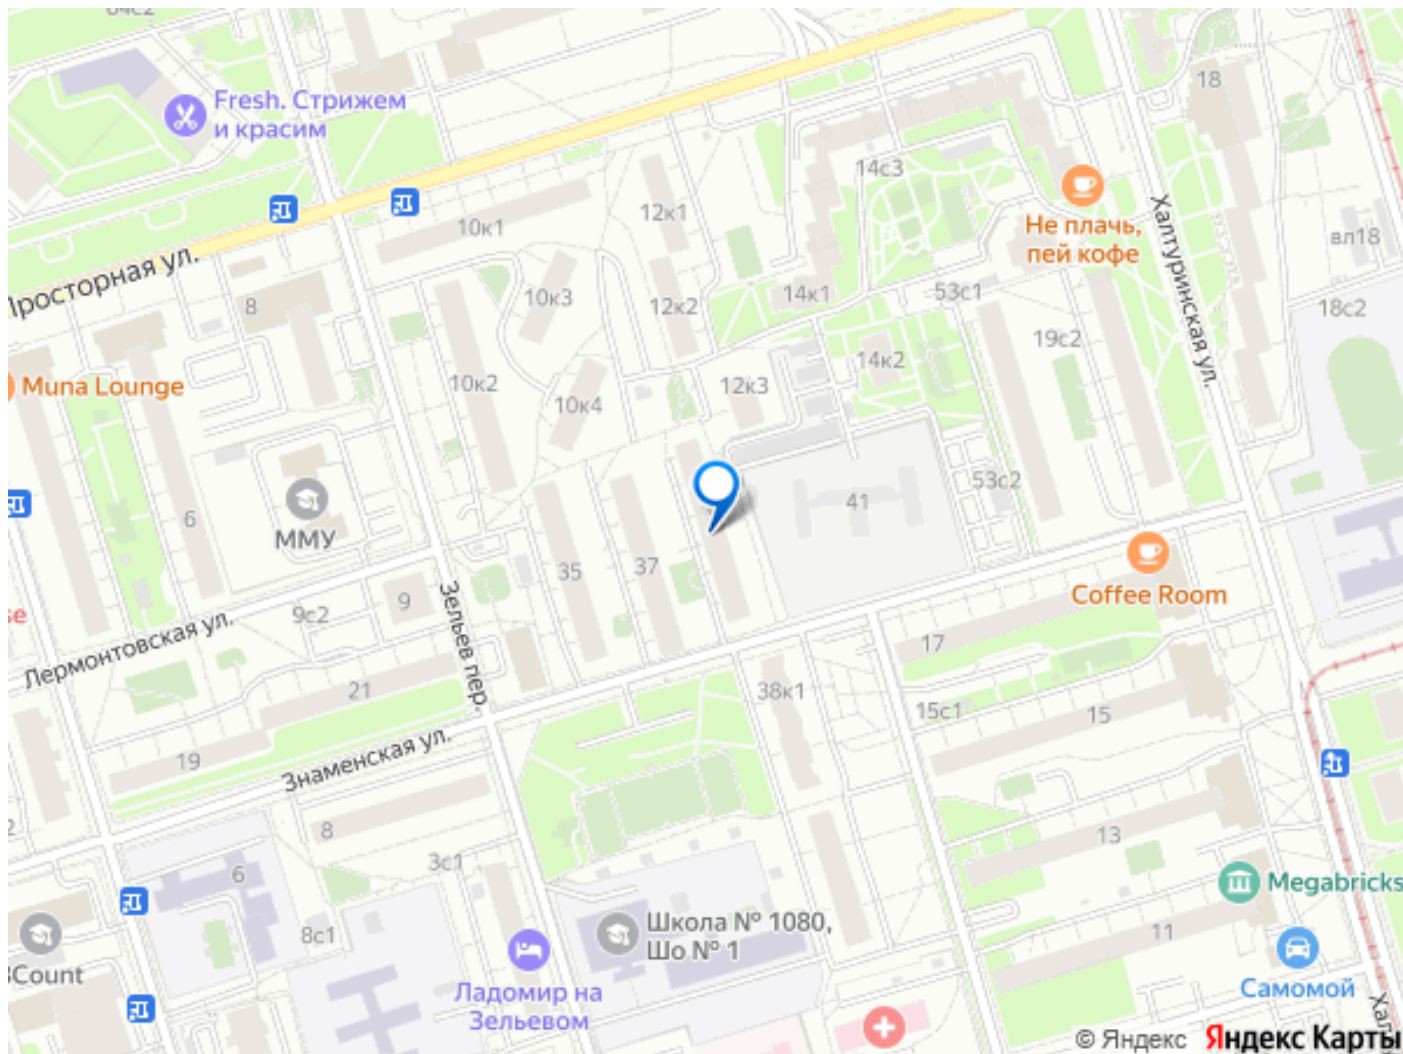 64с2
Fresh. Стрижем
и красим
18
14с3
12к1
10к1
Не плачь,
пей кофе
Халтуринская ул.
вл18
Просторная ул.
8
10к3
12к2
14к1
53с1
18с2
19с2
14к2
Muna Lounge
10к2
12к3
10к4
6
ММУ
41
53с2
35
37
Coffee Room
9
9с2
Зельев пер.
Лермонтовская ул.
17
21
38к1
15с1
15
19
Знаменская ул.
8
3с1
13
6
Megabricks
8с1
Школа № 1080,
Шо № 1
11
Count
Ладомир на
Зельевом
Самомой
Хал
© Яндекс Яндекс Карты